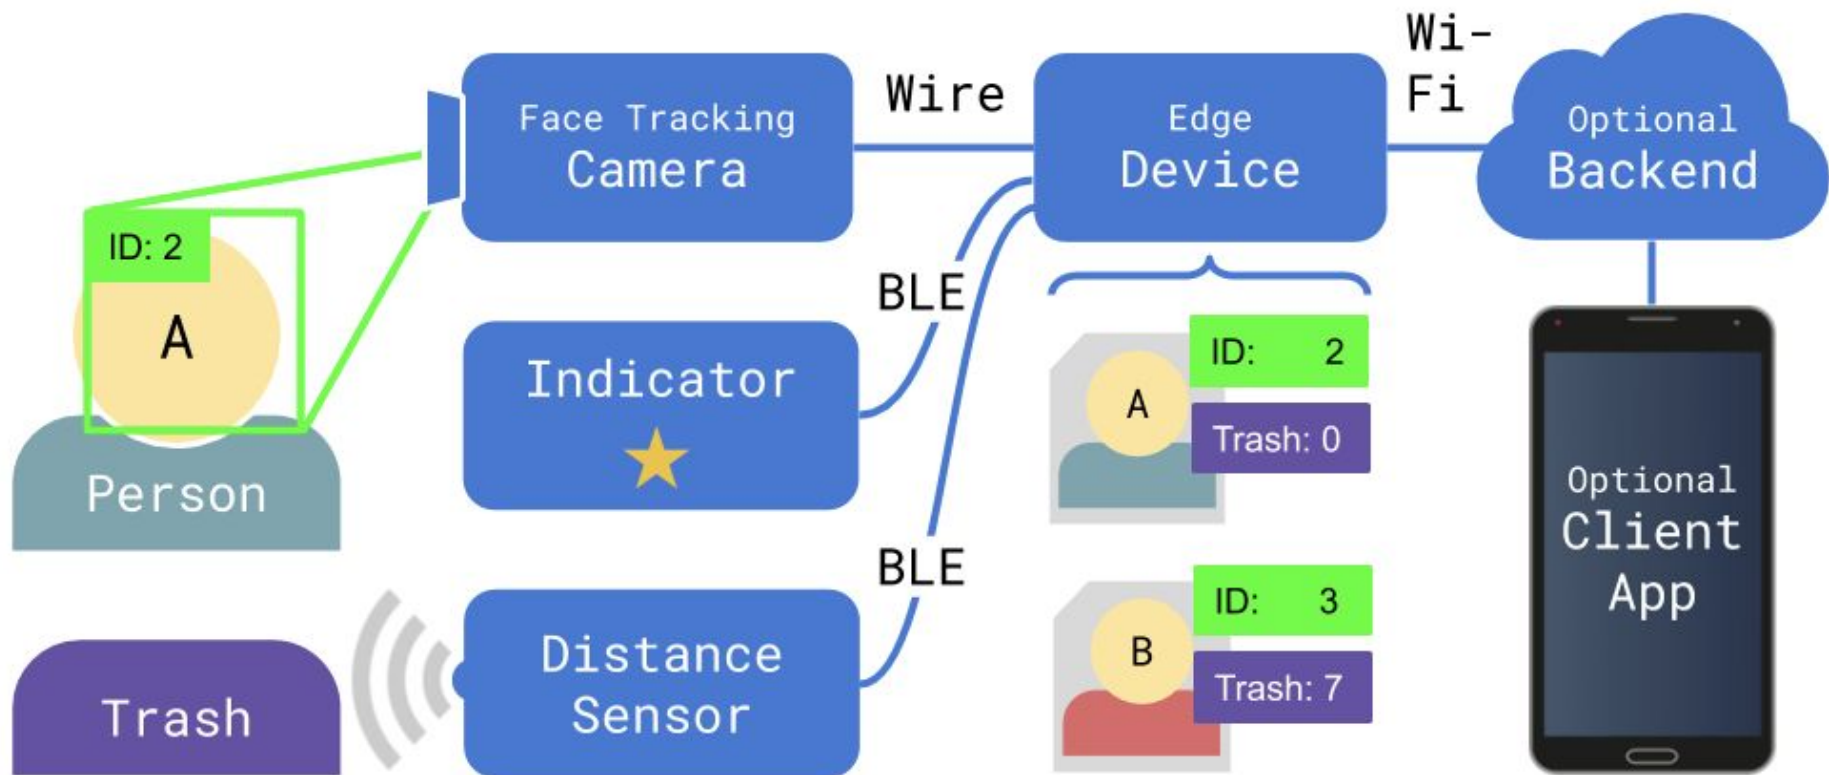 Wi-
Fi
Wire
Face Tracking
Camera
Edge
Device
Optional
Backend
ID: 2
A
Person
BLE
Indicator
A
ID: 2
Trash: 0
BLE
Distance
Sensor
Trash
B
ID: 3
Trash: 7
Optional
Client
App